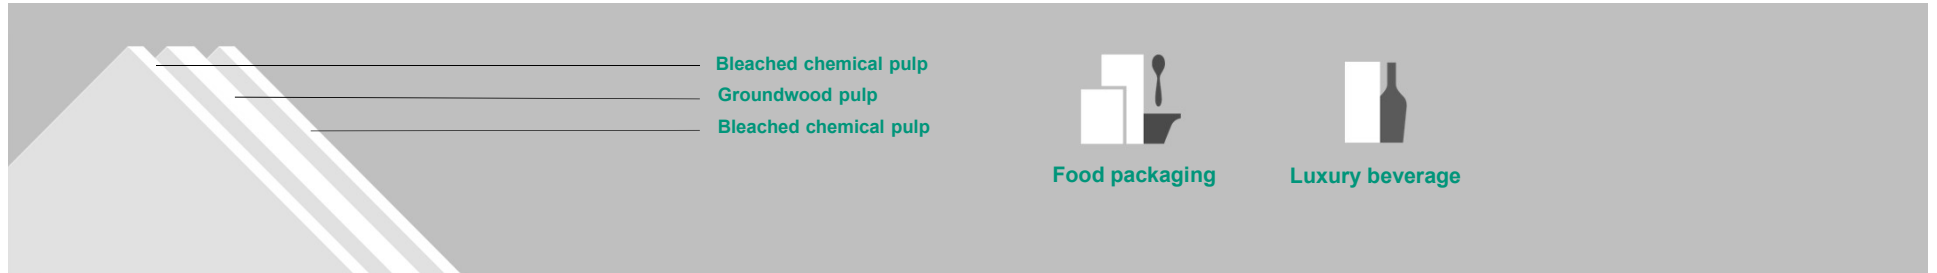 Bleached chemical pulp
Groundwood pulp
Bleached chemical pulp
Food packaging
Luxury beverage